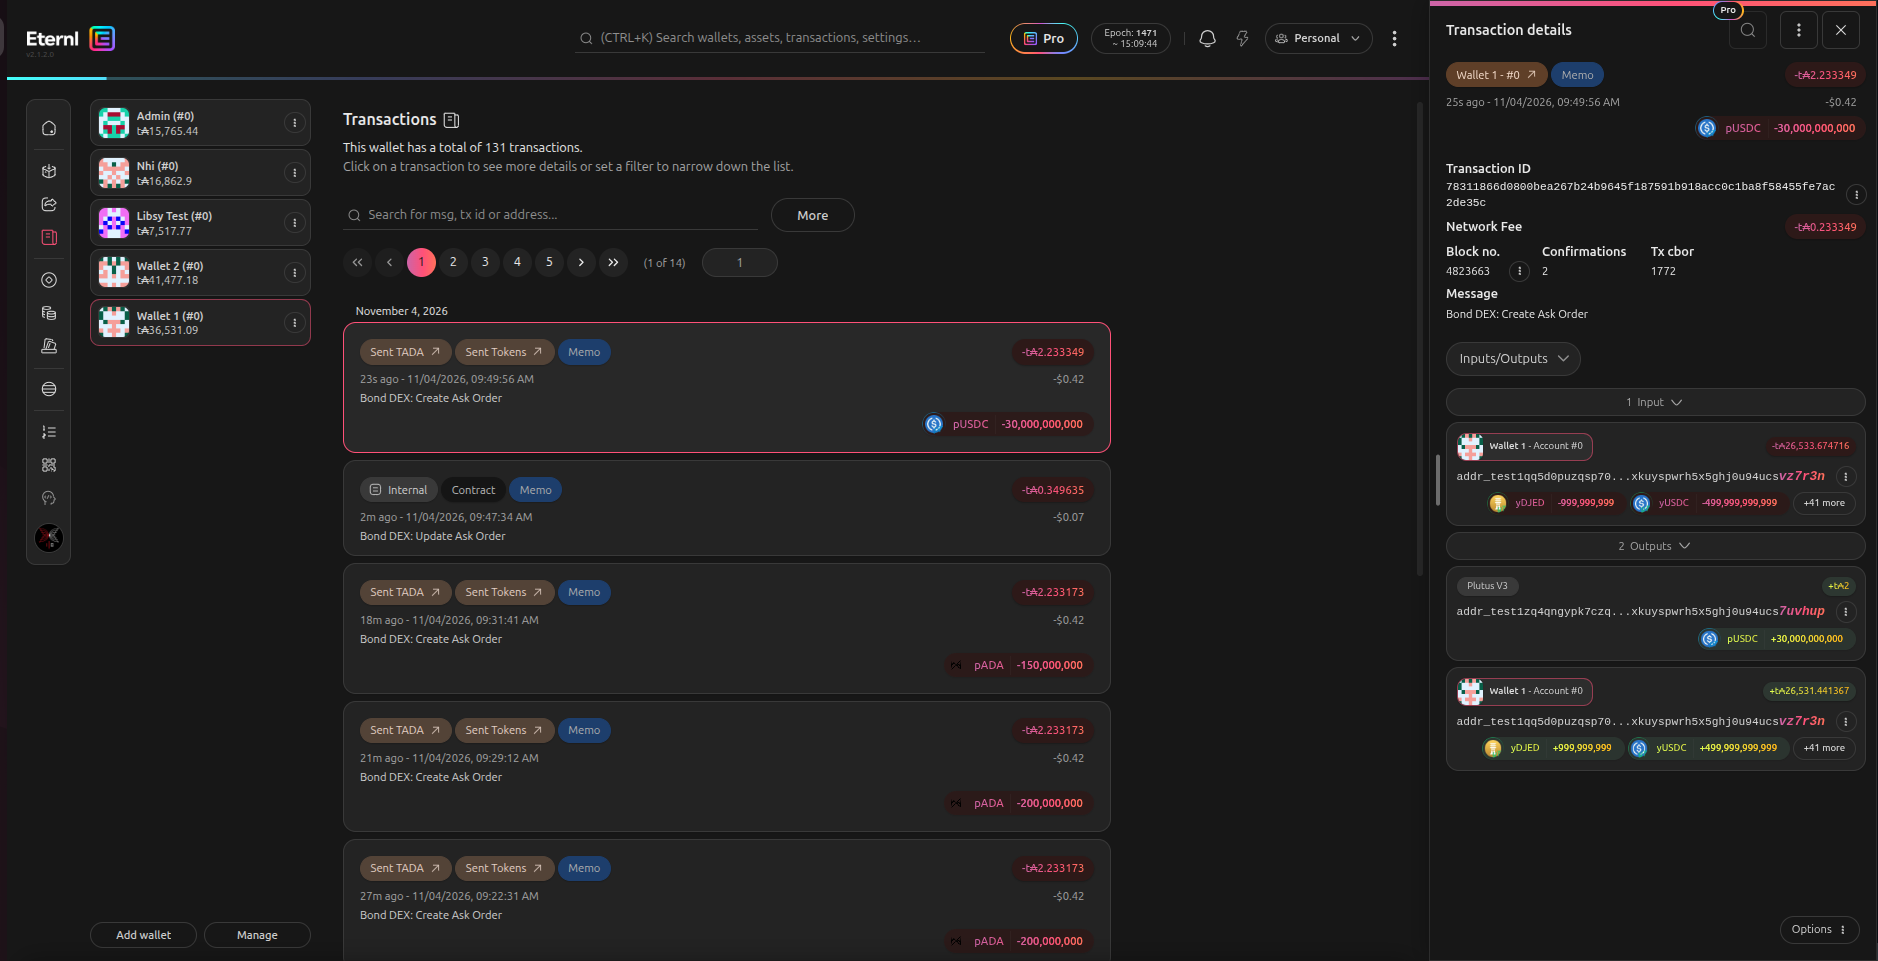 Eternl
v2.1.2.0
(CTRL+K) Search wallets, assets, transactions, settings...
Pro
Epoch: 1471
~ 15:09:44
Personal
Admin (#0)
t₳15,765.44
Nhi (#0)
t₳16,862.9
Libsy Test (#0)
t₳7,517.77
Wallet 2 (#0)
t₳41,477.18
Wallet 1 (#0)
t₳36,531.09
Add wallet
Manage
Transactions
This wallet has a total of 131 transactions.
Click on a transaction to see more details or set a filter to narrow down the list.
Search for msg, tx id or address...
More
« ‹ 1 2 3 4 5 › » (1 of 14) 1
November 4, 2026
Sent TADA Sent Tokens Memo -t₳2.233349
23s ago - 11/04/2026, 09:49:56 AM -$0.42
Bond DEX: Create Ask Order
pUSDC -30,000,000,000
Internal Contract Memo -t₳0.349635
2m ago - 11/04/2026, 09:47:34 AM -$0.07
Bond DEX: Update Ask Order
Sent TADA Sent Tokens Memo -t₳2.233173
18m ago - 11/04/2026, 09:31:41 AM -$0.42
Bond DEX: Create Ask Order
pADA -150,000,000
Sent TADA Sent Tokens Memo -t₳2.233173
21m ago - 11/04/2026, 09:29:12 AM -$0.42
Bond DEX: Create Ask Order
pADA -200,000,000
Sent TADA Sent Tokens Memo -t₳2.233173
27m ago - 11/04/2026, 09:22:31 AM -$0.42
Bond DEX: Create Ask Order
pADA -200,000,000
Transaction details
Pro
Wallet 1 - #0 Memo -t₳2.233349
25s ago - 11/04/2026, 09:49:56 AM -$0.42
pUSDC -30,000,000,000
Transaction ID
78311866d0800bea267b24b9645f187591b918acc0c1ba8f58455fe7ac
2de35c
Network Fee -t₳0.233349
Block no. Confirmations Tx cbor
4823663 2 1772
Message
Bond DEX: Create Ask Order
Inputs/Outputs
1 Input
Wallet 1 - Account #0 -t₳26,533.674716
addr_test1qq5d0puzqsp70...xkuyspwrh5x5ghj0u94ucsvz7r3n
yDJED -999,999,999 yUSDC -499,999,999,999 +41 more
2 Outputs
Plutus V3 +t₳2
addr_test1zq4qngypk7czq...xkuyspwrh5x5ghj0u94ucs7uvhup
pUSDC +30,000,000,000
Wallet 1 - Account #0 +t₳26,531.441367
addr_test1qq5d0puzqsp70...xkuyspwrh5x5ghj0u94ucsvz7r3n
yDJED +999,999,999 yUSDC +499,999,999,999 +41 more
Options